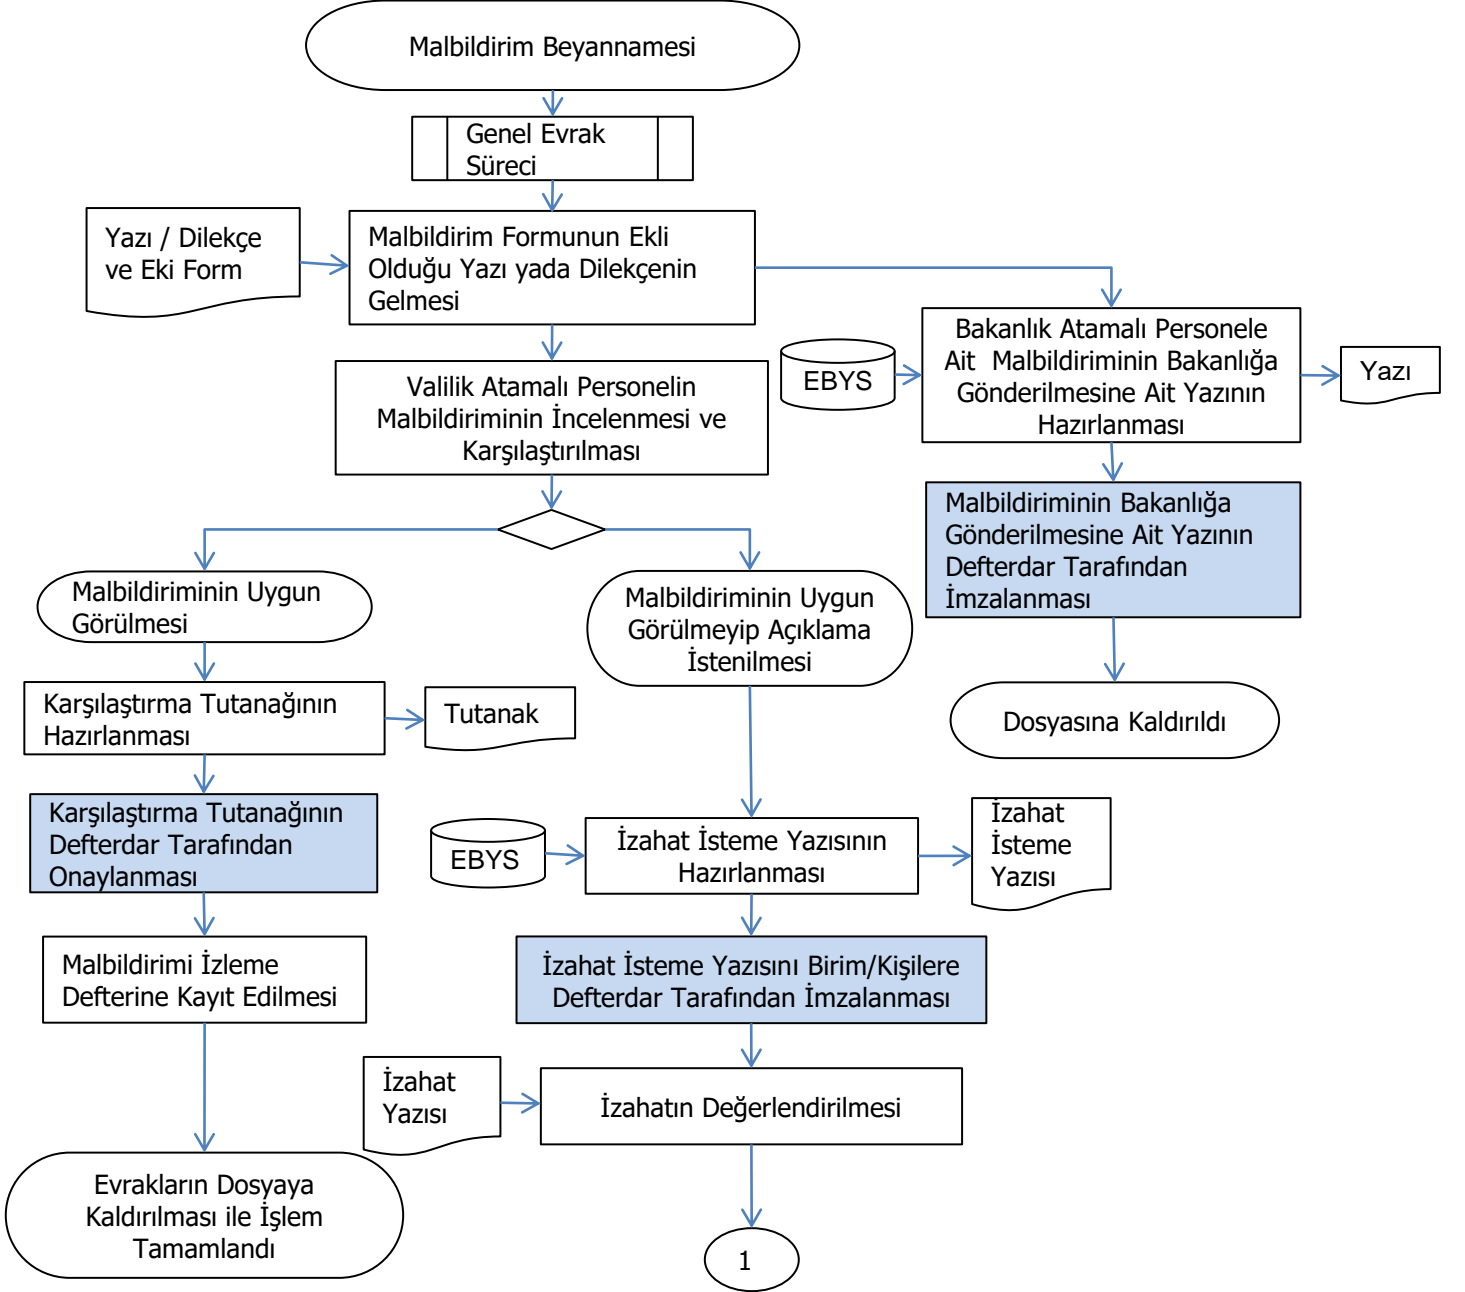 Malbildirim Beyannamesi
Genel Evrak
Süreci
Yazı / Dilekçe
ve Eki Form
Malbildirim Formunun Ekli
Olduğu Yazı yada Dilekçenin
Gelmesi
Valilik Atamalı Personelin
Malbildiriminin İncelenmesi ve
Karşılaştırılması
EBYS
Bakanlık Atamalı Personele
Ait Malbildiriminin Bakanlığa
Gönderilmesine Ait Yazının
Hazırlanması
Yazı
Malbildiriminin Bakanlığa
Gönderilmesine Ait Yazının
Defterdar Tarafından
İmzalanması
Dosyasına Kaldırıldı
Malbildiriminin Uygun
Görülmesi
Malbildiriminin Uygun
Görülmeyip Açıklama
İstenilmesi
Karşılaştırma Tutanağının
Hazırlanması
Tutanak
Karşılaştırma Tutanağının
Defterdar Tarafından
Onaylanması
EBYS
İzahat İsteme Yazısının
Hazırlanması
İzahat
İsteme
Yazısı
Malbildirimi İzleme
Defterine Kayıt Edilmesi
İzahat İsteme Yazısını Birim/Kişilere
Defterdar Tarafından İmzalanması
İzahat
Yazısı
İzahatın Değerlendirilmesi
Evrakların Dosyaya
Kaldırılması ile İşlem
Tamamlandı
1